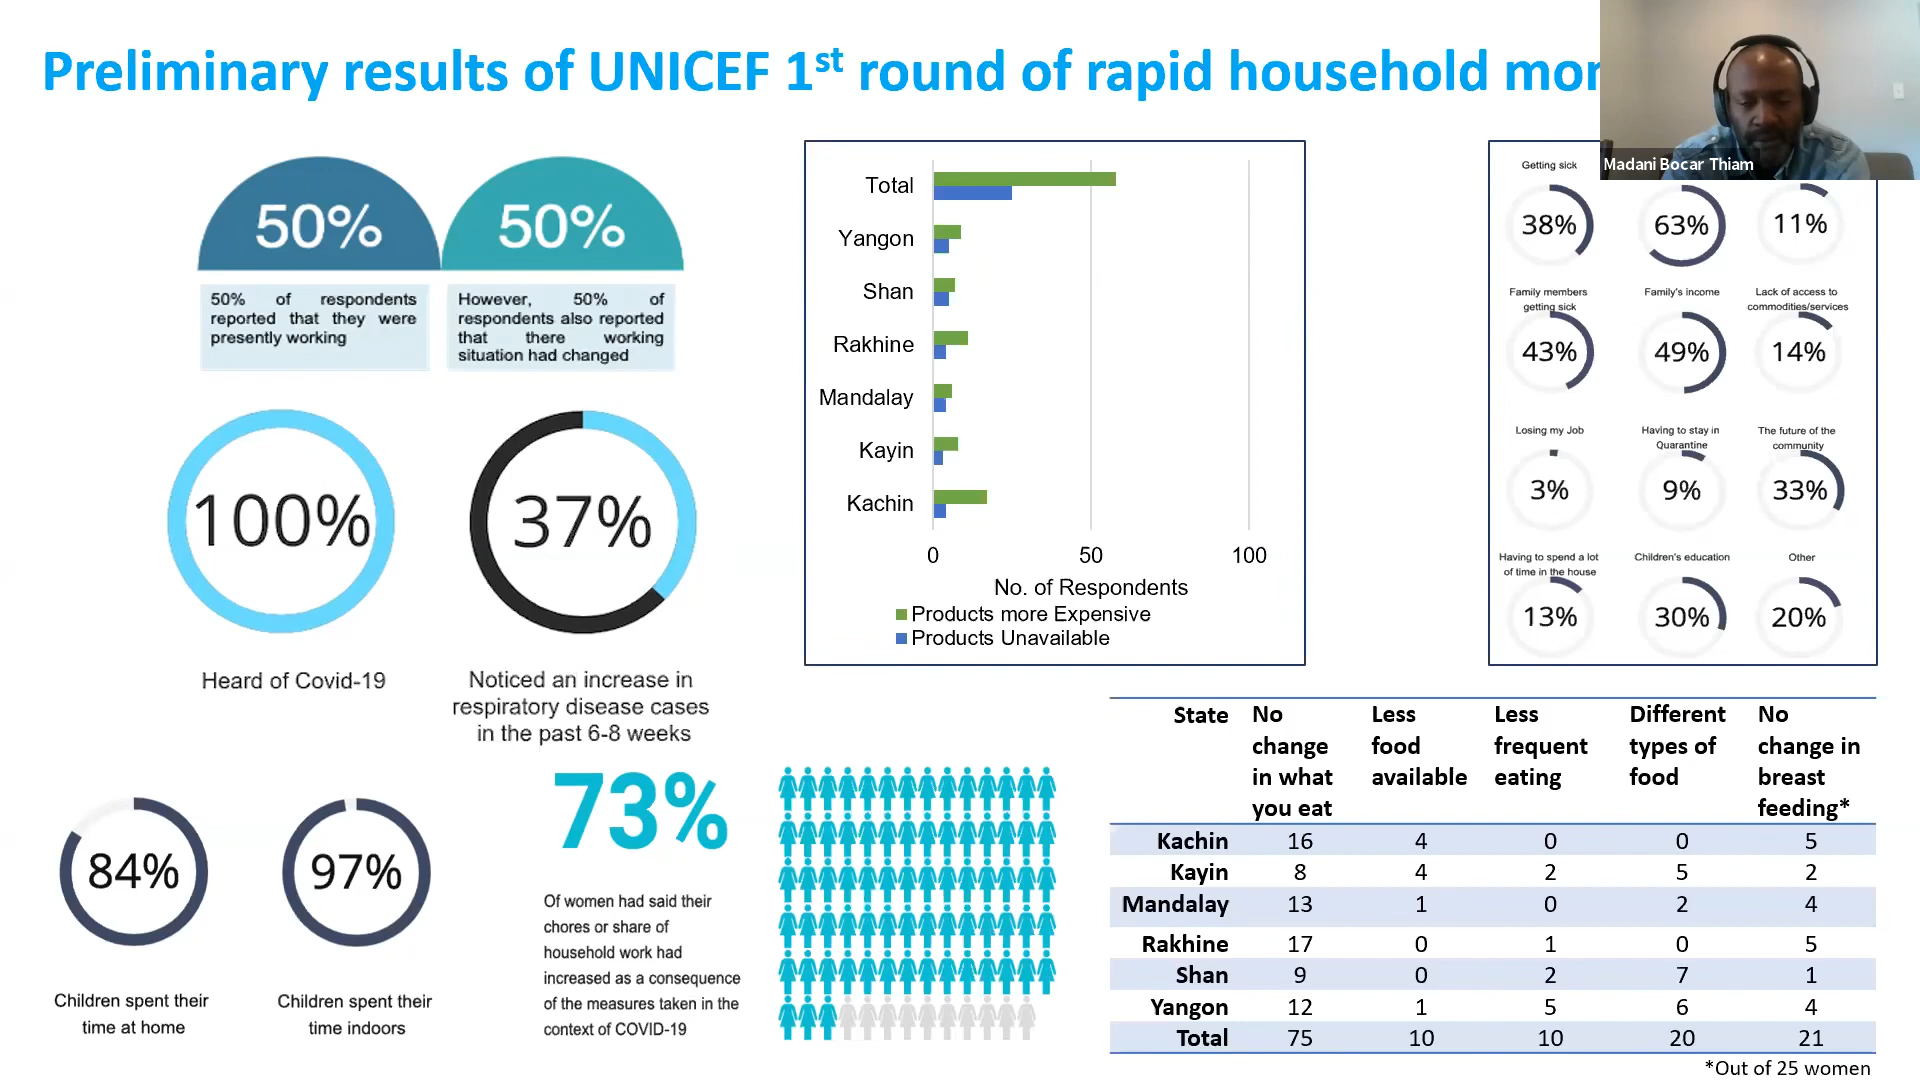 Preliminary results of UNICEF 1st round of rapid household mor
Madani Bocar Thiam
50%
50%
50% of respondents
reported that they were
presently working
However, 50% of
respondents also reported
that there working
situation had changed
100%
Heard of Covid-19
37%
Noticed an increase in
respiratory disease cases
in the past 6-8 weeks
84%
Children spent their
time at home
97%
Children spent their
time indoors
73%
Of women had said their
chores or share of
household work had
increased as a consequence
of the measures taken in the
context of COVID-19
Total
Yangon
Shan
Rakhine
Mandalay
Kayin
Kachin
0 50 100
No. of Respondents
Products more Expensive
Products Unavailable
Getting sick
38% 63% 11%
Family members
getting sick
Family's income
Lack of access to
commodities/services
43% 49% 14%
Losing my Job
Having to stay in
Quarantine
The future of the
community
3% 9% 33%
Having to spend a lot
of time in the house
Children's education
Other
13% 30% 20%
State No Less Less Different No
change food frequent types of change in
in what available eating food breast
you eat feeding*
Kachin 16 4 0 0 5
Kayin 8 4 2 5 2
Mandalay 13 1 0 2 4
Rakhine 17 0 1 0 5
Shan 9 0 2 7 1
Yangon 12 1 5 6 4
Total 75 10 10 20 21
*Out of 25 women